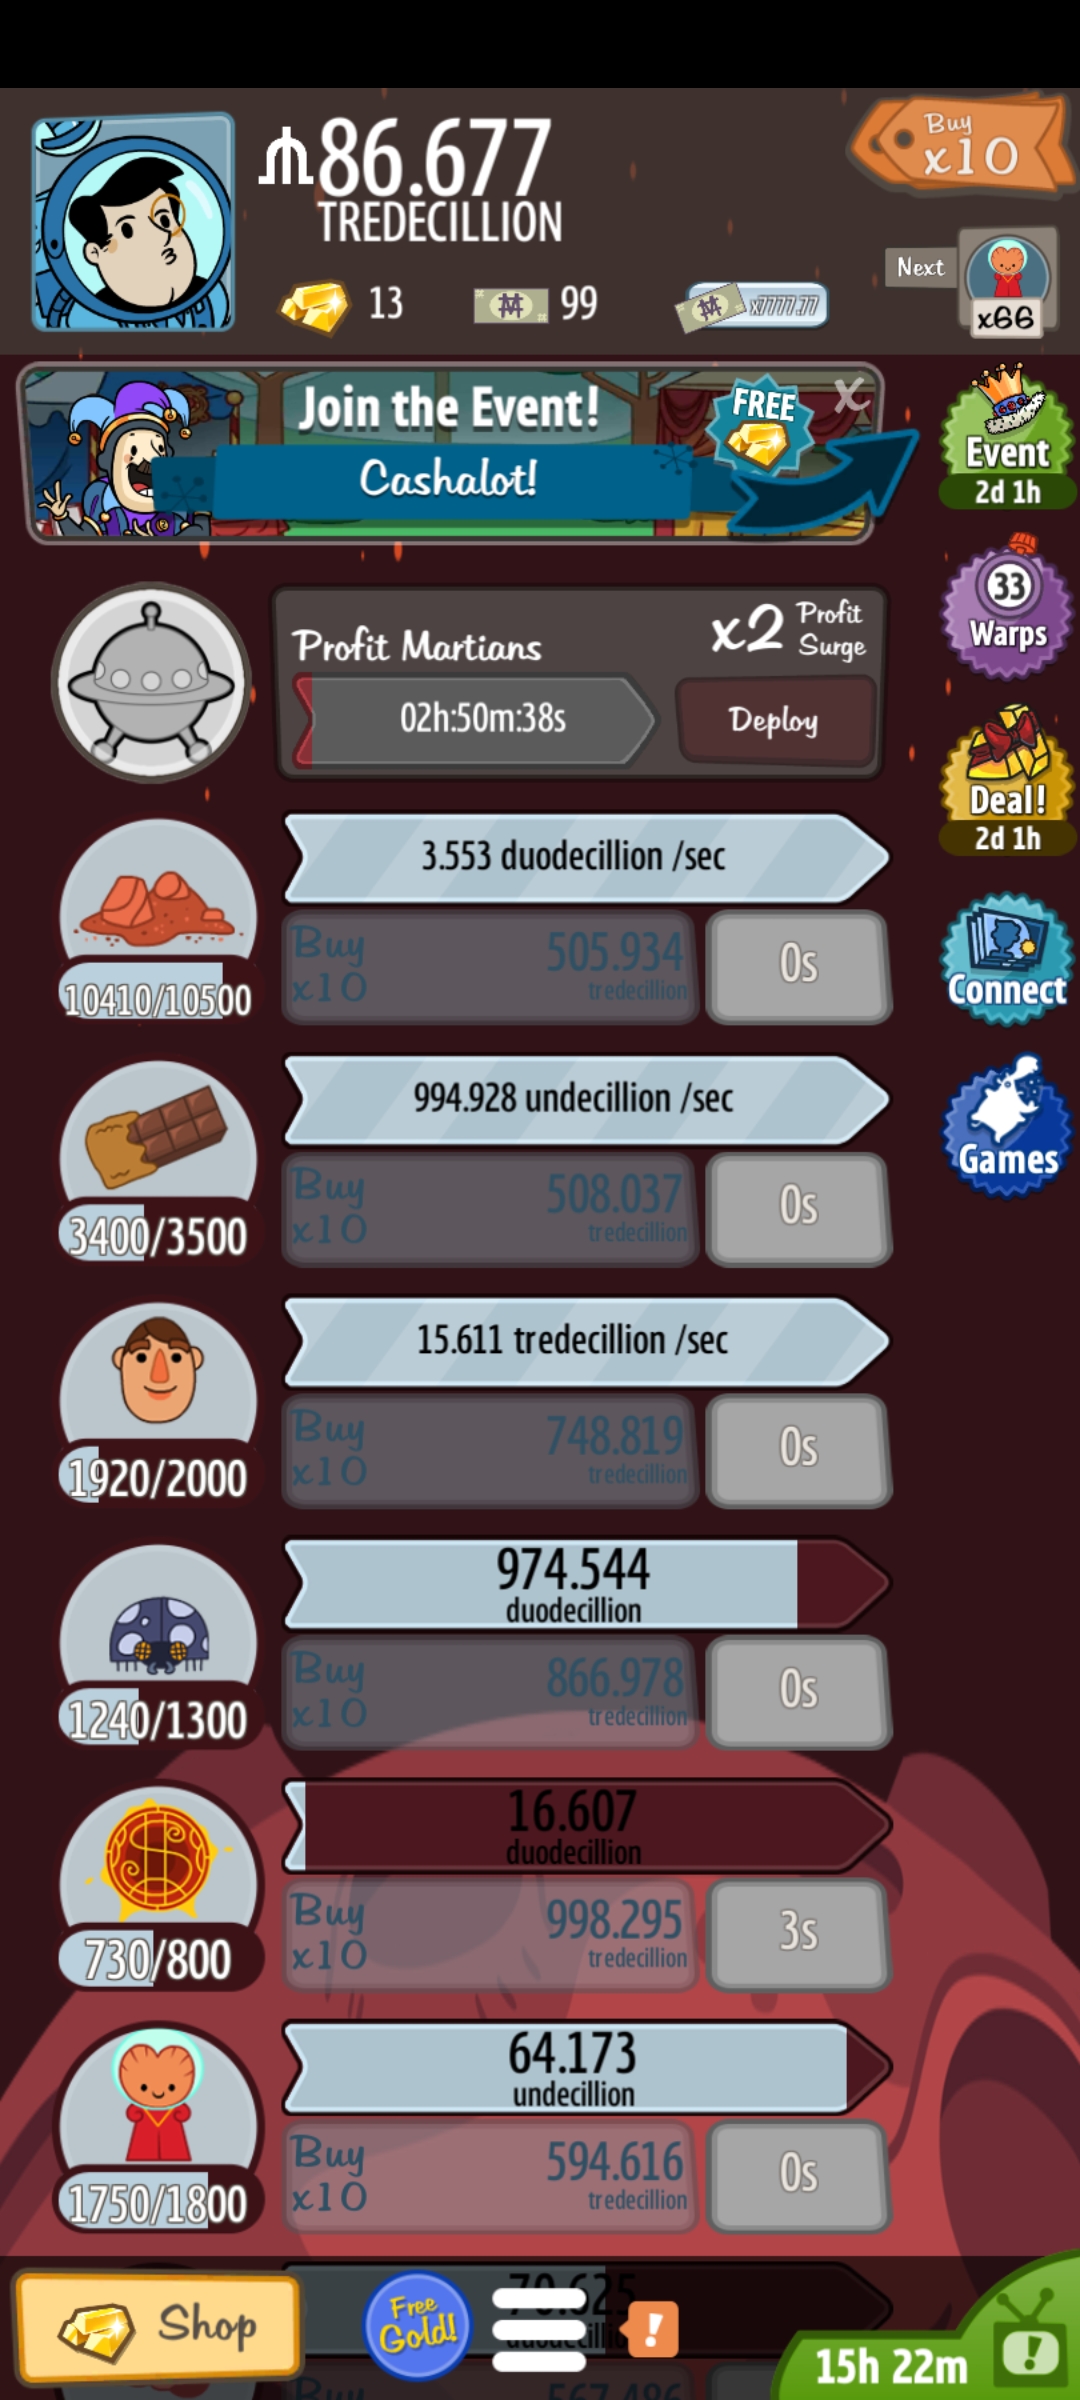 86.677
TREDECILLION
Buy
x10
13
99
x7777.77
Next
x66
Join the Event!
Cashalot!
FREE
X
Event
2d 1h
33
Warps
Profit Martians
x2 Profit
Surge
02h:50m:38s
Deploy
Deal!
2d 1h
3.553 duodecillion /sec
10410/10500
Buy
x10
505.934
tredecillion
0s
Connect
994.928 undecillion /sec
3400/3500
Buy
x10
508.037
tredecillion
0s
Games
15.611 tredecillion /sec
1920/2000
Buy
x10
748.819
tredecillion
0s
974.544
duodecillion
1240/1300
Buy
x10
866.978
tredecillion
0s
16.607
duodecillion
730/800
Buy
x10
998.295
tredecillion
3s
64.173
undecillion
1750/1800
Buy
x10
594.616
tredecillion
0s
Shop
Free
Gold!
70.625
!
15h 22m
!
Buy
567.486